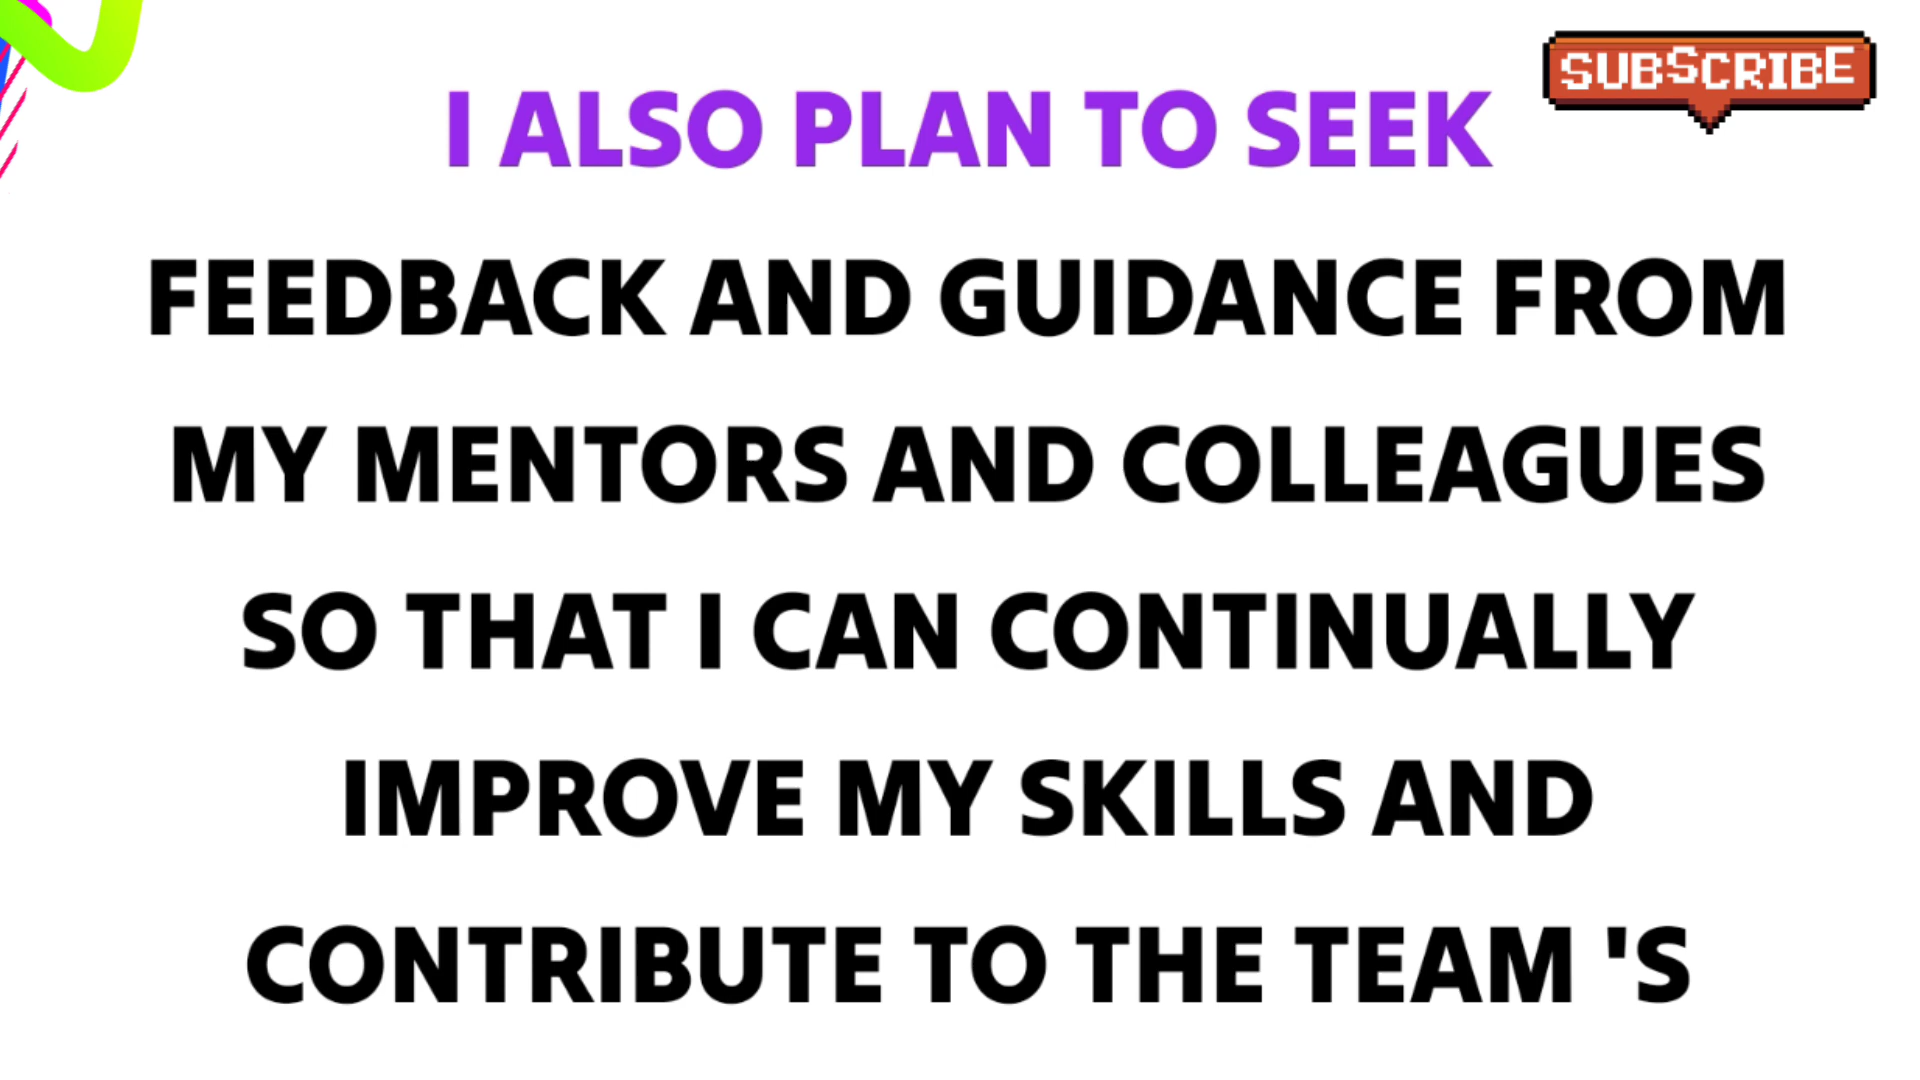 SUBSCRIBE
I ALSO PLAN TO SEEK
FEEDBACK AND GUIDANCE FROM
MY MENTORS AND COLLEAGUES
SO THAT I CAN CONTINUALLY
IMPROVE MY SKILLS AND
CONTRIBUTE TO THE TEAM 'S